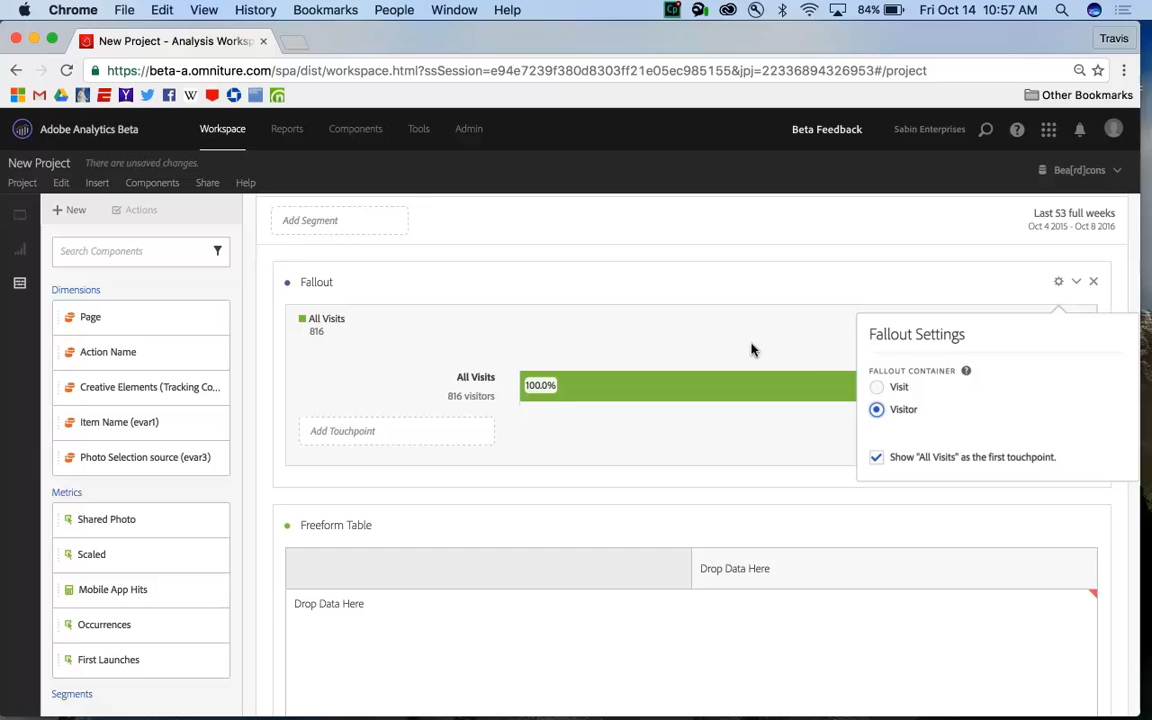 Chrome File Edit View History Bookmarks People Window Help 84% Fri Oct 14 10:57 AM
New Project - Analysis Worksp Travis
https://beta-a.omniture.com/spa/dist/workspace.html?ssSession=e94e7239f380d8303ff21e05ec985155&jpj=22336894326953#/project
Other Bookmarks
Adobe Analytics Beta Workspace Reports Components Tools Admin Beta Feedback Sabin Enterprises
New Project There are unsaved changes.
Bea[rd]cons
Project Edit Insert Components Share Help
+ New Actions
Add Segment
Last 53 full weeks
Oct 4 2015 - Oct 8 2016
Search Components
Dimensions
Page
Action Name
Creative Elements (Tracking Co...
Item Name (evar1)
Photo Selection source (evar3)
Metrics
Shared Photo
Scaled
Mobile App Hits
Occurrences
First Launches
Segments
Fallout
All Visits
816
All Visits
816 visitors
100.0%
Add Touchpoint
Fallout Settings
FALLOUT CONTAINER ?
Visit
Visitor
Show "All Visits" as the first touchpoint.
Freeform Table
Drop Data Here
Drop Data Here